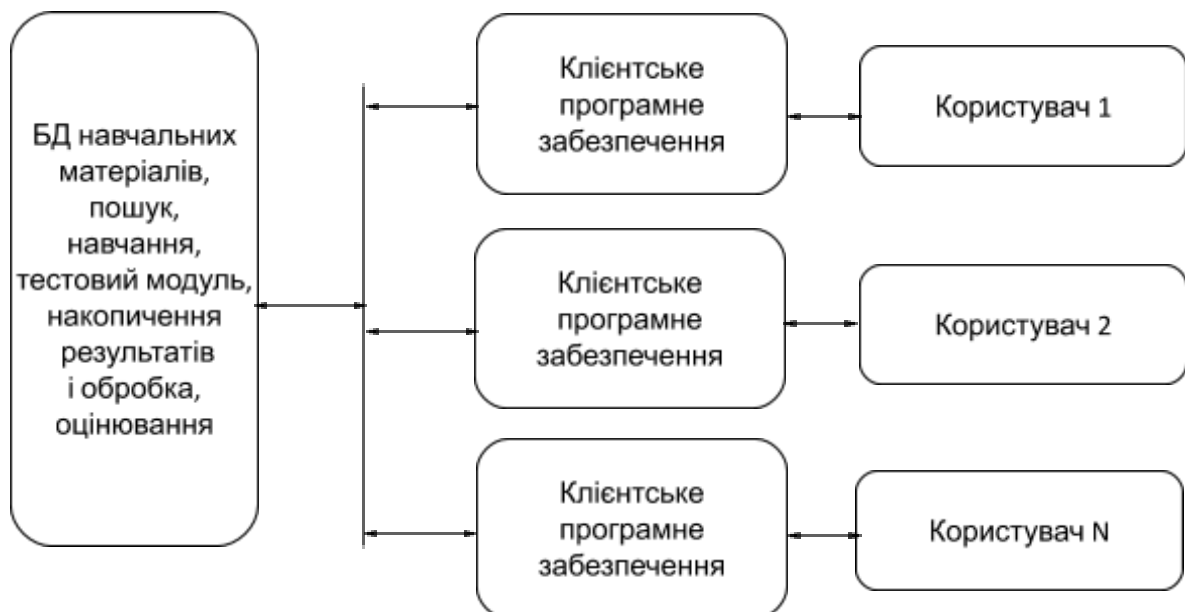 БД навчальних
матеріалів,
пошук,
навчання,
тестовий модуль,
накопичення
результатів
і обробка,
оцінювання
Клієнтське
програмне
забезпечення
Користувач 1
Клієнтське
програмне
забезпечення
Користувач 2
Клієнтське
програмне
забезпечення
Користувач N